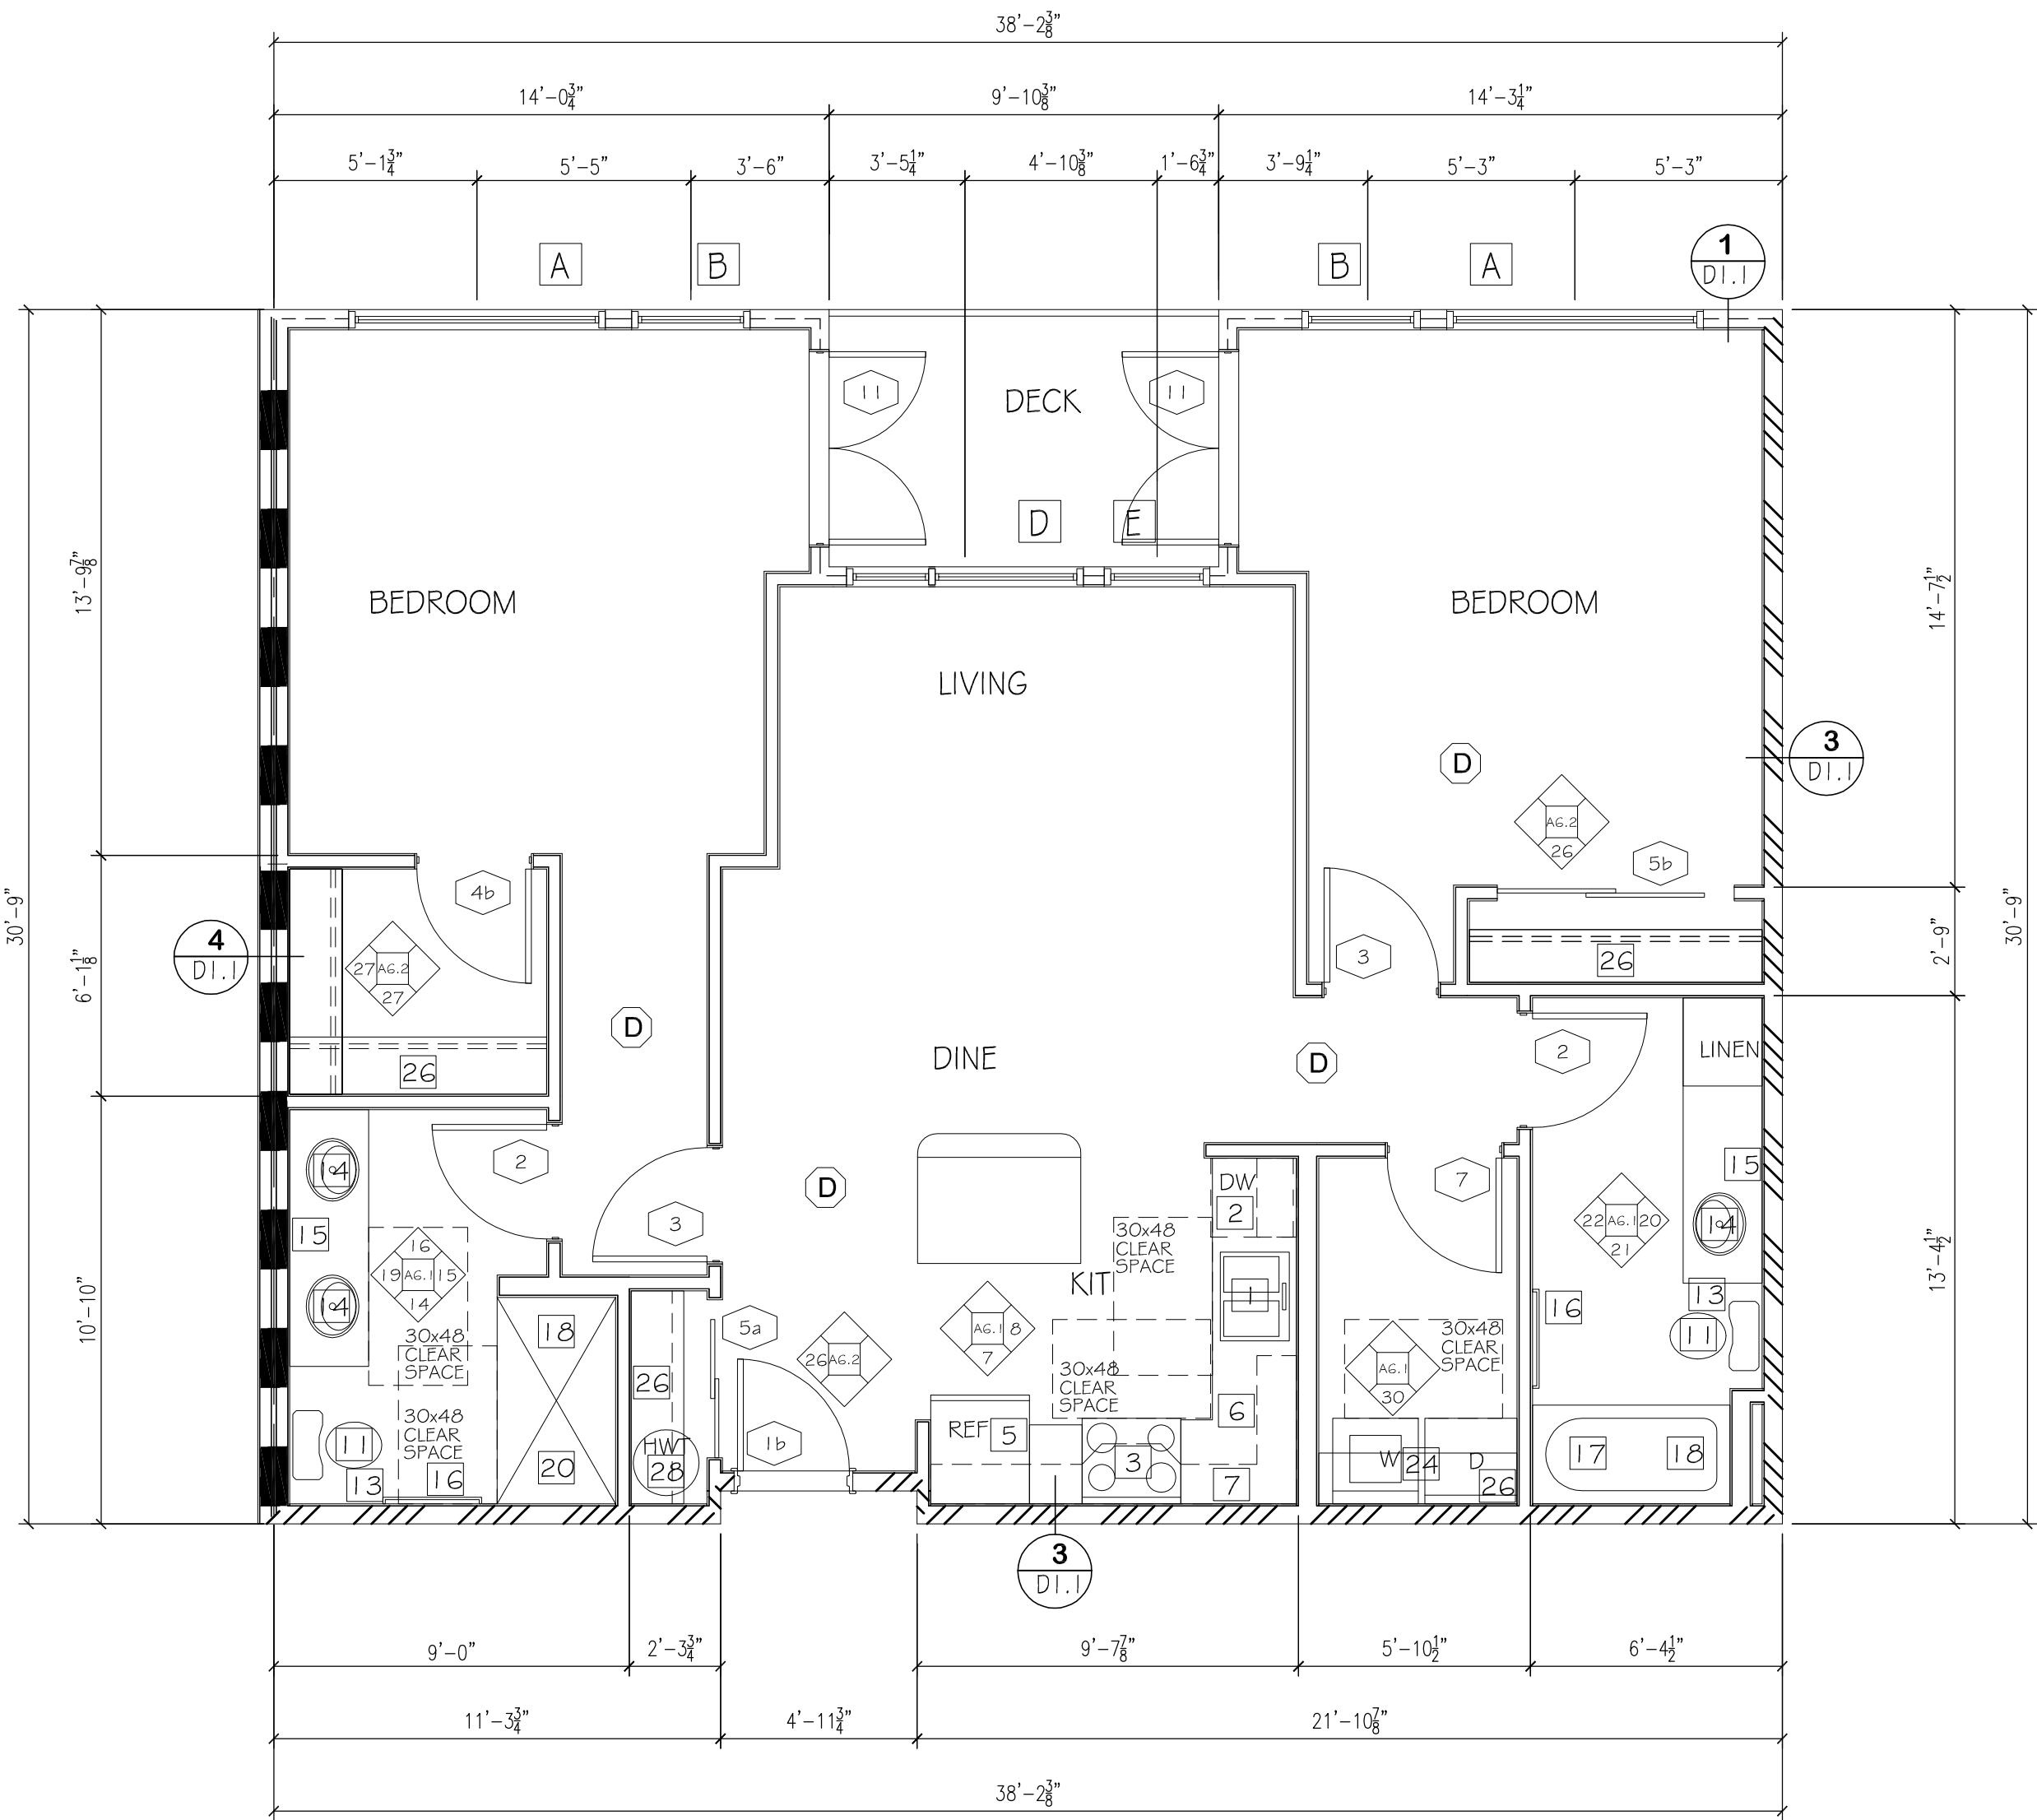 38'-2 3/8"
14'-0 3/4" 9'-10 3/8" 14'-3 1/4"
5'-1 3/4" 5'-5" 3'-6" 3'-5 1/4" 4'-10 3/8" 1'-6 3/4" 3'-9 1/4" 5'-3" 5'-3"
A B B A
1
D1.1
11 DECK 11
D E
13'-9 7/8"
14'-7 1/2"
BEDROOM BEDROOM
LIVING
3
D1.1
D
A6.2
26
5b
4b
30'-9"
30'-9"
4
D1.1
27 A6.2
27
6'-1 1/8"
3
26
2'-9"
D
26
DINE
D
2
LINEN
2
14
15
D
3
DW
2
7
15
14
16
19 A6.1 15
14
30x48
CLEAR
SPACE
22 A6.1 20
21
14
KIT
1
13
16
11
10'-10"
13'-4 1/2"
18
5a
26 A6.2
A6.1 8
7
30x48
CLEAR
SPACE
30x48
CLEAR
SPACE
A6.1
30
26
6
30x48
CLEAR
SPACE
11
13
16
20
HWT
28
1b
REF
5
3
7
W
24
D
26
17
18
3
D1.1
9'-0" 2'-3 3/4" 9'-7 7/8" 5'-10 1/2" 6'-4 1/2"
11'-3 3/4" 4'-11 3/4" 21'-10 7/8"
38'-2 3/8"